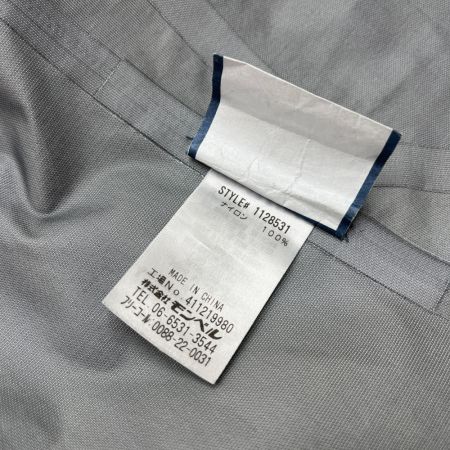 STYLE# 1128531
ナイロン 100%
MADE IN CHINA
工場No 411219980
株式会社モンベル
TEL. 06-6531-3544
フリーコール 0088-22-0031